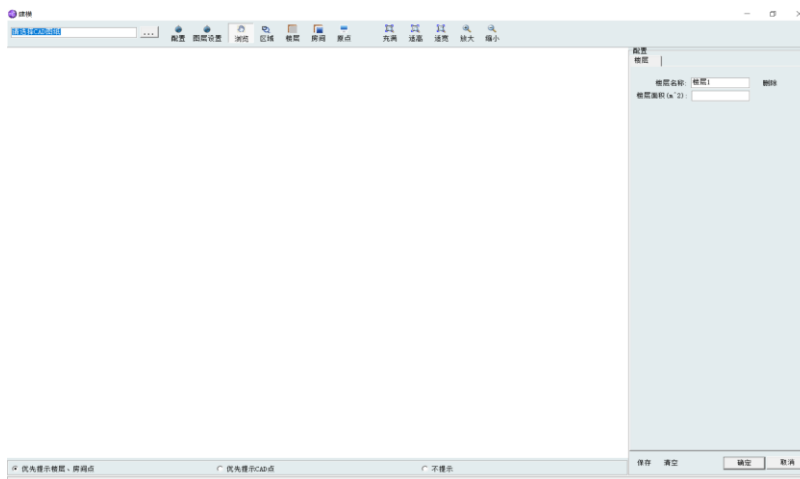 建模
请选择CAD图纸 ... 配置 图层设置 浏览 区域 楼层 房间 原点 充满 适高 适宽 放大 缩小
配置
楼层
楼层名称: 楼层1 删除
楼层面积(m^2):
优先提示楼层、房间点 优先提示CAD点 不提示
保存 清空 确定 取消